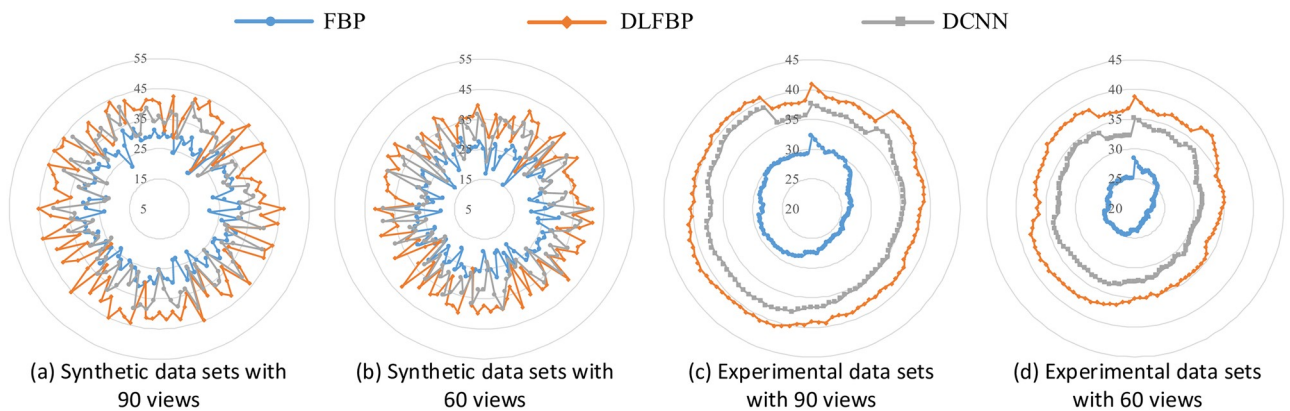 FBP DLFBP DCNN
55
45
35
25
15
5
55
45
35
25
15
5
45
40
35
30
25
20
45
40
35
30
25
20
(a) Synthetic data sets with
90 views
(b) Synthetic data sets with
60 views
(c) Experimental data sets
with 90 views
(d) Experimental data sets
with 60 views